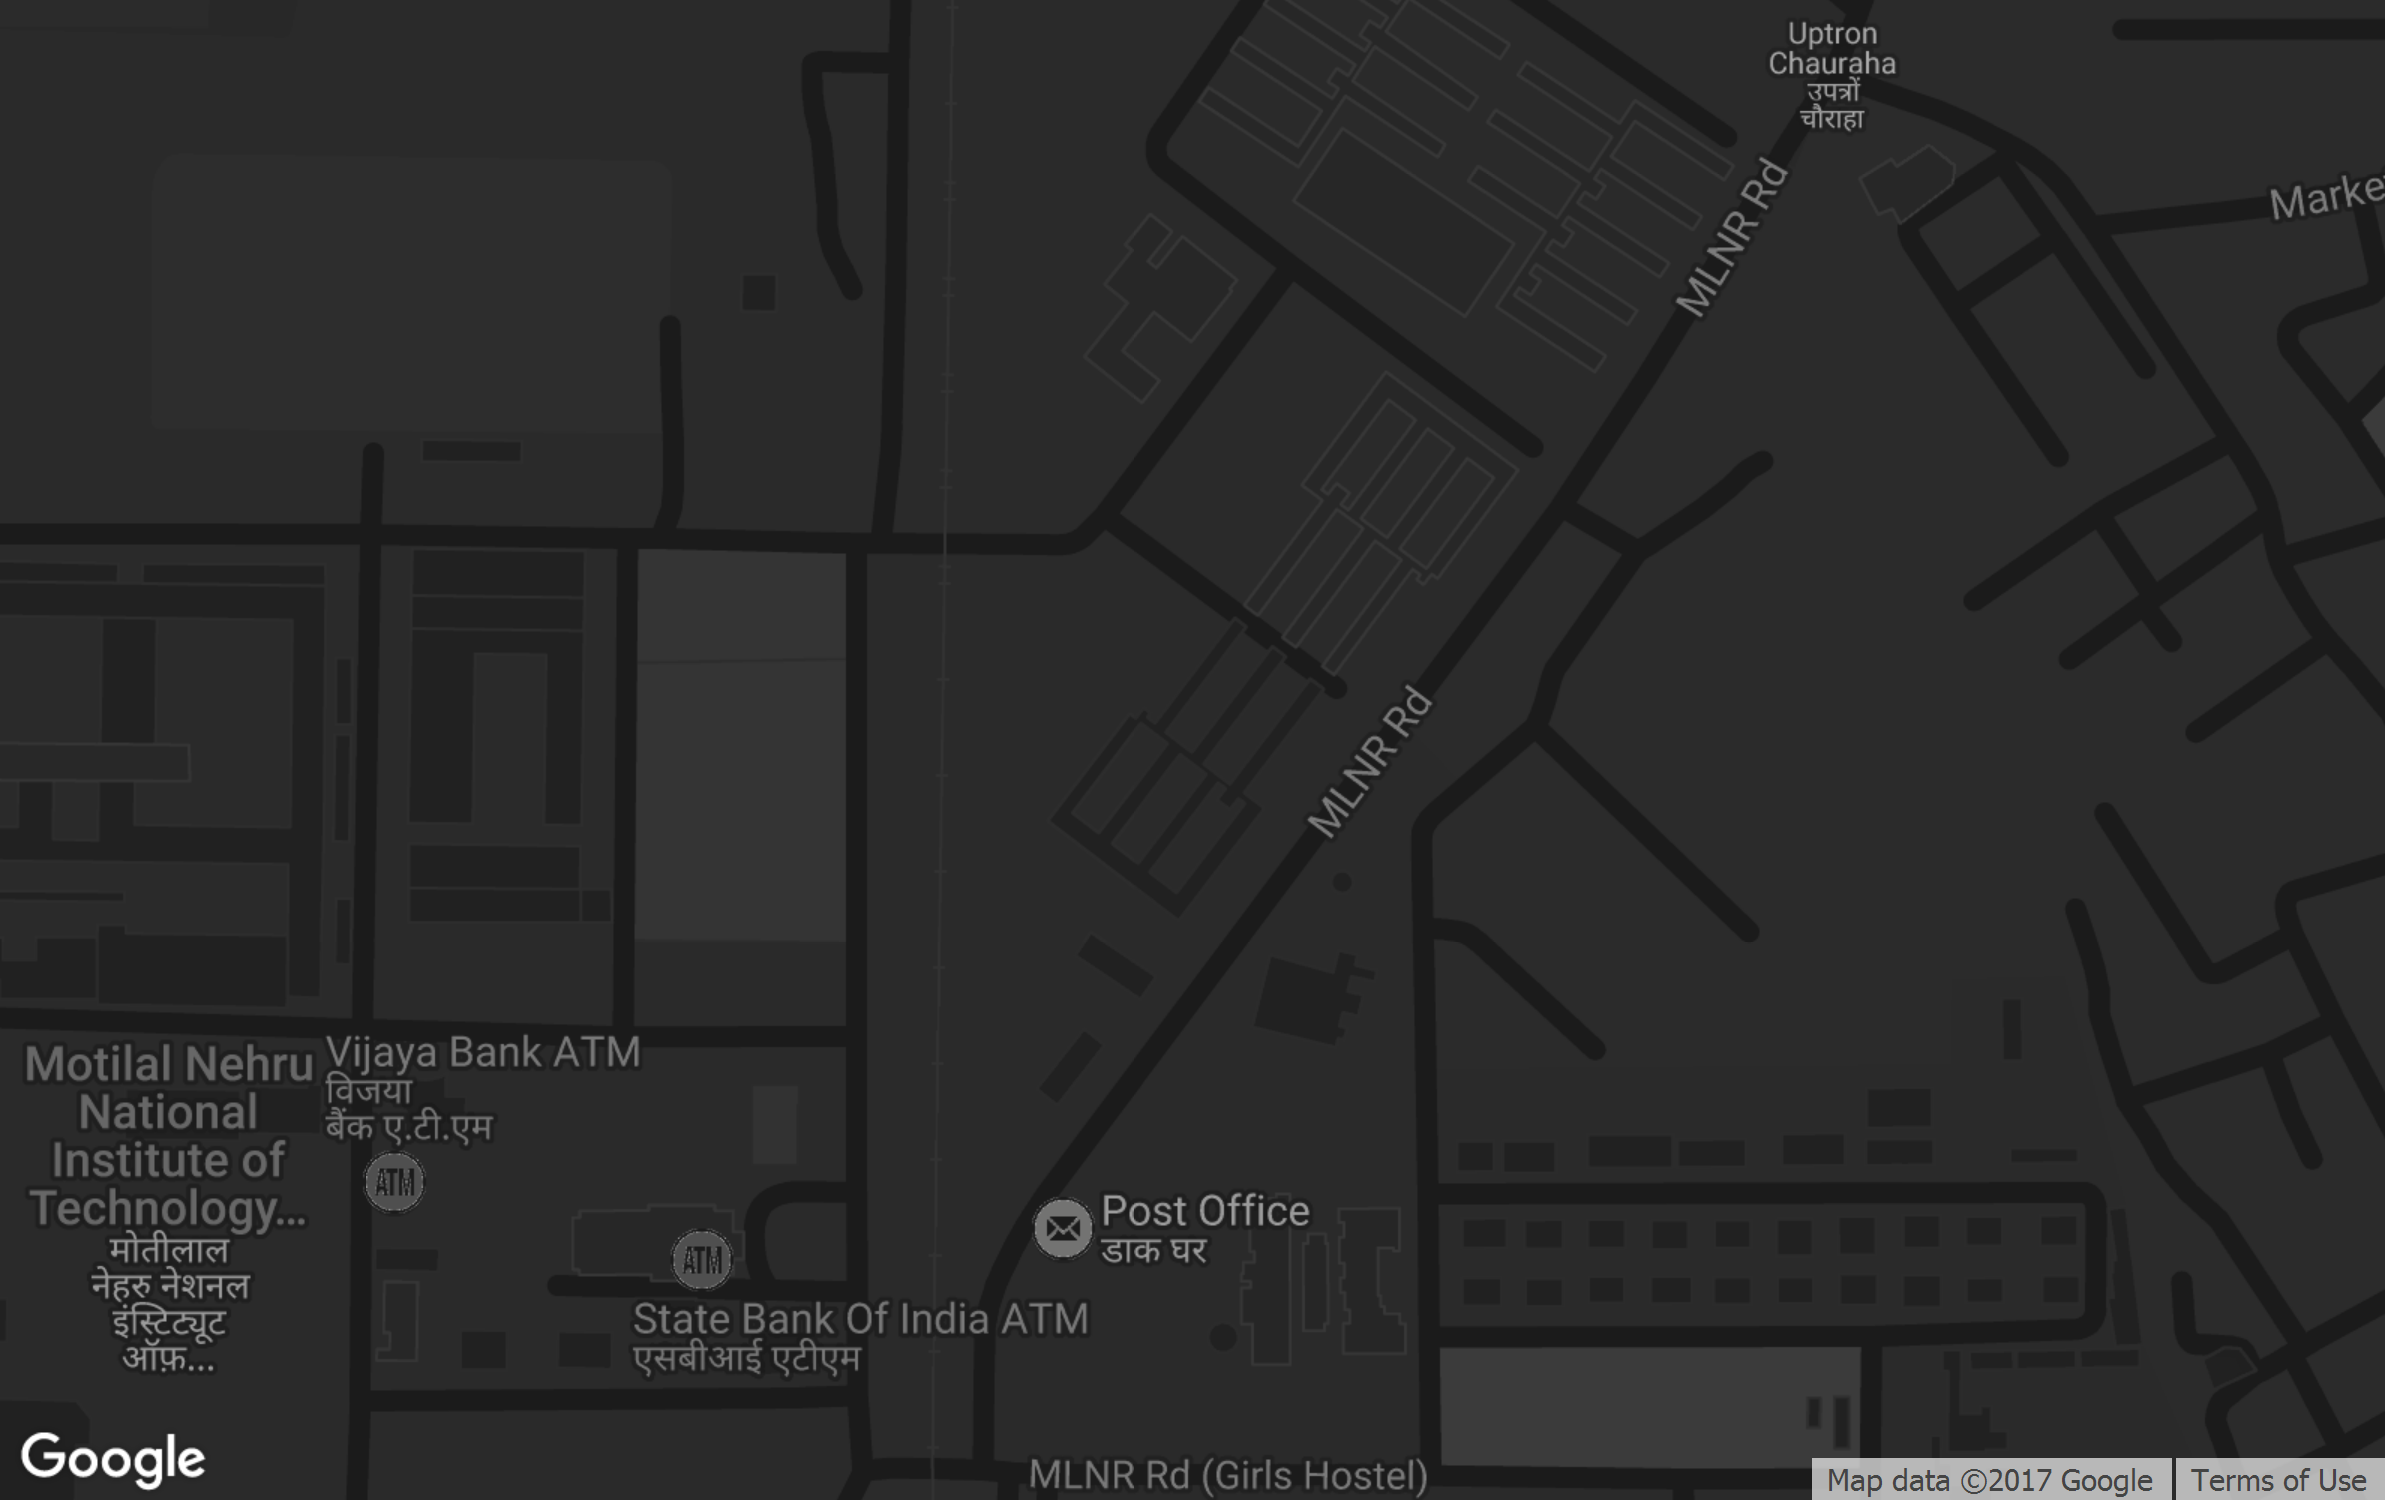 Uptron
Chauraha
उपत्रों
चौराहा
MLNR Rd
MLNR Rd
Vijaya Bank ATM
विजया
बैंक ए.टी.एम
ATM
Motilal Nehru
National
Institute of
Technology...
मोतीलाल
नेहरु नेशनल
इंस्टिट्यूट
ऑफ़...
Post Office
डाक घर
ATM
State Bank Of India ATM
एसबीआई एटीएम
MLNR Rd (Girls Hostel)
Google
Map data ©2017 Google
Terms of Use